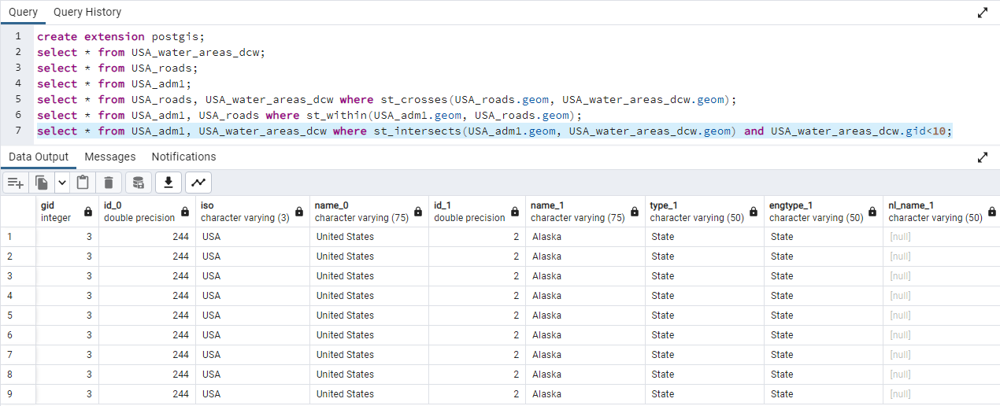 Query Query History
1 create extension postgis;
2 select * from USA_water_areas_dcw;
3 select * from USA_roads;
4 select * from USA_adm1;
5 select * from USA_roads, USA_water_areas_dcw where st_crosses(USA_roads.geom, USA_water_areas_dcw.geom);
6 select * from USA_adm1, USA_roads where st_within(USA_adm1.geom, USA_roads.geom);
7 select * from USA_adm1, USA_water_areas_dcw where st_intersects(USA_adm1.geom, USA_water_areas_dcw.geom) and USA_water_areas_dcw.gid<10;
Data Output Messages Notifications
gid id_0 iso name_0 id_1 name_1 type_1 engtype_1 nl_name_1
integer double precision character varying (3) character varying (75) double precision character varying (75) character varying (50) character varying (50) character varying (50)
1 3 244 USA United States 2 Alaska State State [null]
2 3 244 USA United States 2 Alaska State State [null]
3 3 244 USA United States 2 Alaska State State [null]
4 3 244 USA United States 2 Alaska State State [null]
5 3 244 USA United States 2 Alaska State State [null]
6 3 244 USA United States 2 Alaska State State [null]
7 3 244 USA United States 2 Alaska State State [null]
8 3 244 USA United States 2 Alaska State State [null]
9 3 244 USA United States 2 Alaska State State [null]